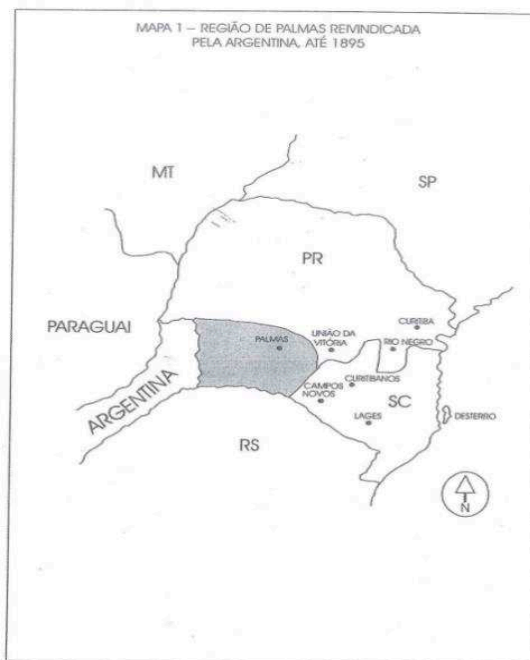 MAPA 1 – REGIÃO DE PALMAS REIVINDICADA
PELA ARGENTINA, ATÉ 1895
MT
SP
PR
PARAGUAI
CURITIBA
UNIÃO DA
VITÓRIA
PALMAS
RIO NEGRO
ARGENTINA
CURITIBANOS
CAMPOS
NOVOS
SC
DESTERRO
LAGES
RS
N